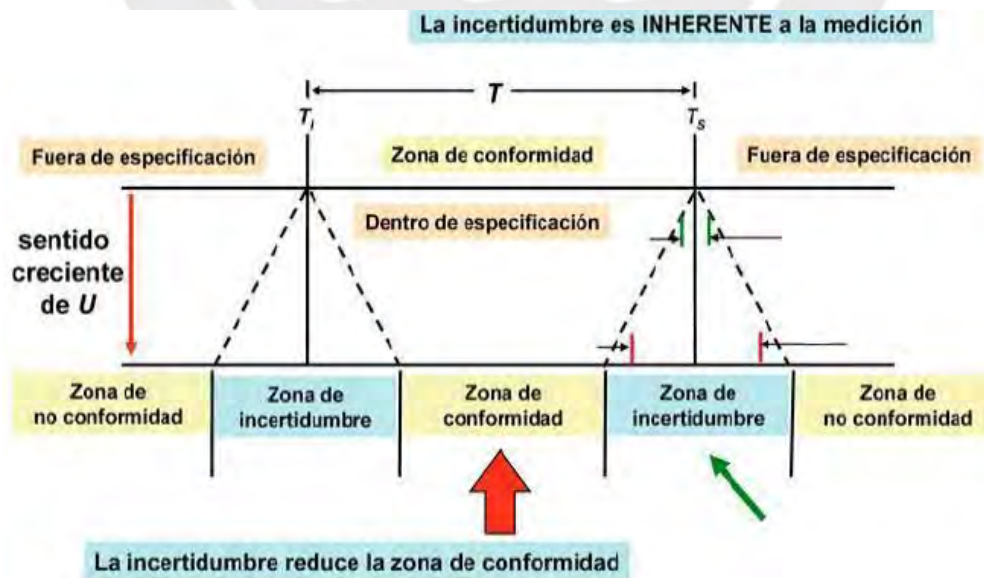 La incertidumbre es INHERENTE a la medición
T
Ti
Ts
Fuera de especificación
Zona de conformidad
Fuera de especificación
Dentro de especificación
sentido
creciente
de U
Zona de
no conformidad
Zona de
incertidumbre
Zona de
conformidad
Zona de
incertidumbre
Zona de
no conformidad
La incertidumbre reduce la zona de conformidad